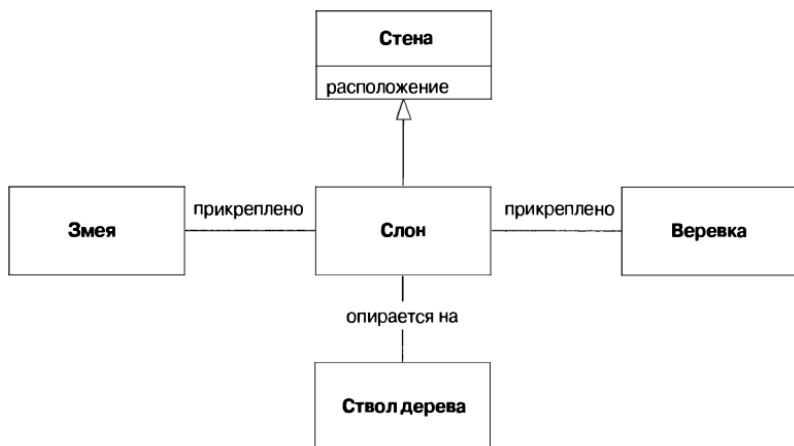 Стена
расположение
прикреплено
прикреплено
Змея
Слон
Веревка
опирается на
Ствол дерева